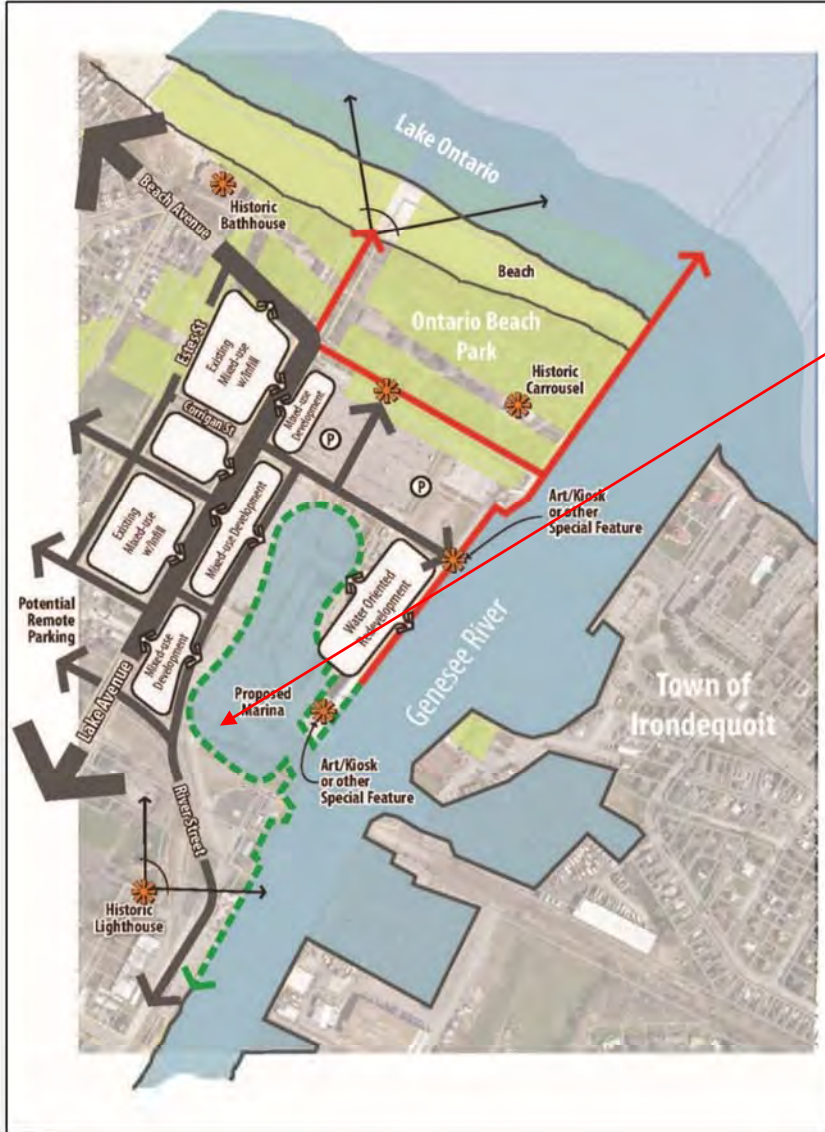 Lake Ontario
Beach Avenue
Historic
Bathhouse
Beach
Ontario Beach
Park
Estes St
Existing
Mixed-use
w/Infill
Mixed-use
Development
Historic
Carrousel
Corrigan St
P
P
Art/Kiosk
or other
Special Feature
Existing
Mixed-use
w/Infill
Mixed-use Development
Water Oriented
Redevelopment
Potential
Remote
Parking
Mixed-use
Development
Lake Avenue
Proposed
Marina
Genesee River
Town of
Irondequoit
Art/Kiosk
or other
Special Feature
River Street
Historic
Lighthouse